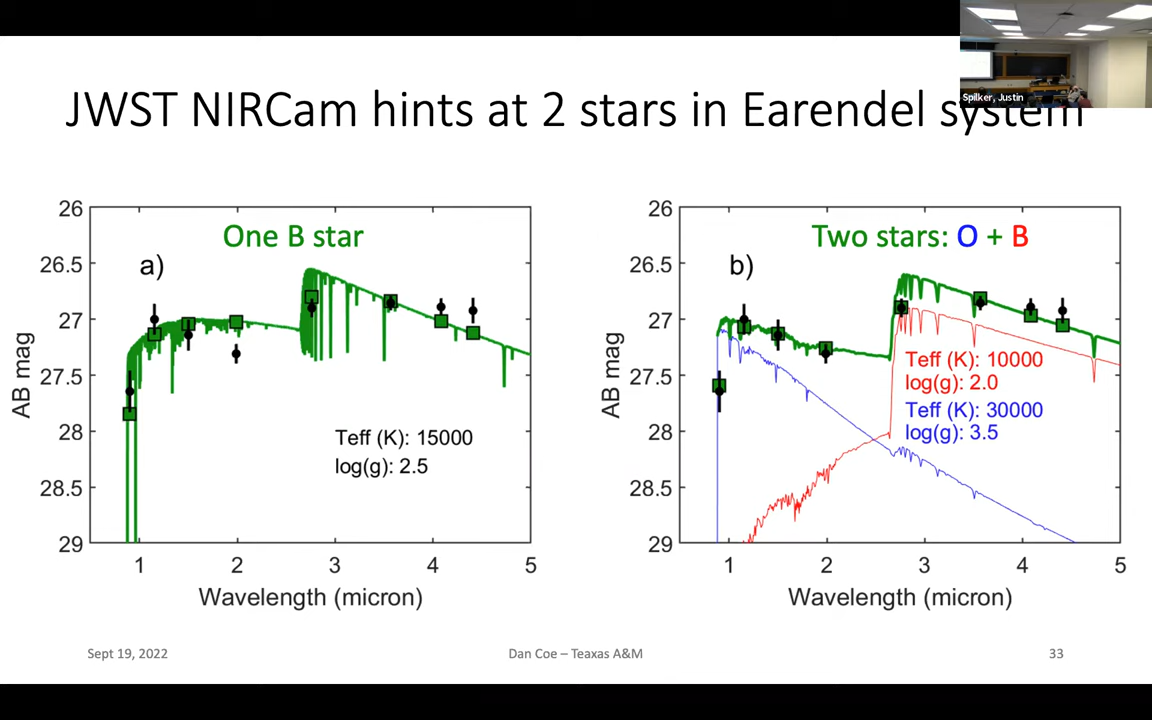 JWST NIRCam hints at 2 stars in Earendel system
Spilker, Justin
One B star
a)
26
26.5
27
27.5
28
28.5
29
AB mag
Teff (K): 15000
log(g): 2.5
1
2
3
4
5
Wavelength (micron)
Two stars: O + B
b)
26
26.5
27
27.5
28
28.5
29
AB mag
Teff (K): 10000
log(g): 2.0
Teff (K): 30000
log(g): 3.5
1
2
3
4
5
Wavelength (micron)
Sept 19, 2022
Dan Coe – Teaxas A&M
33